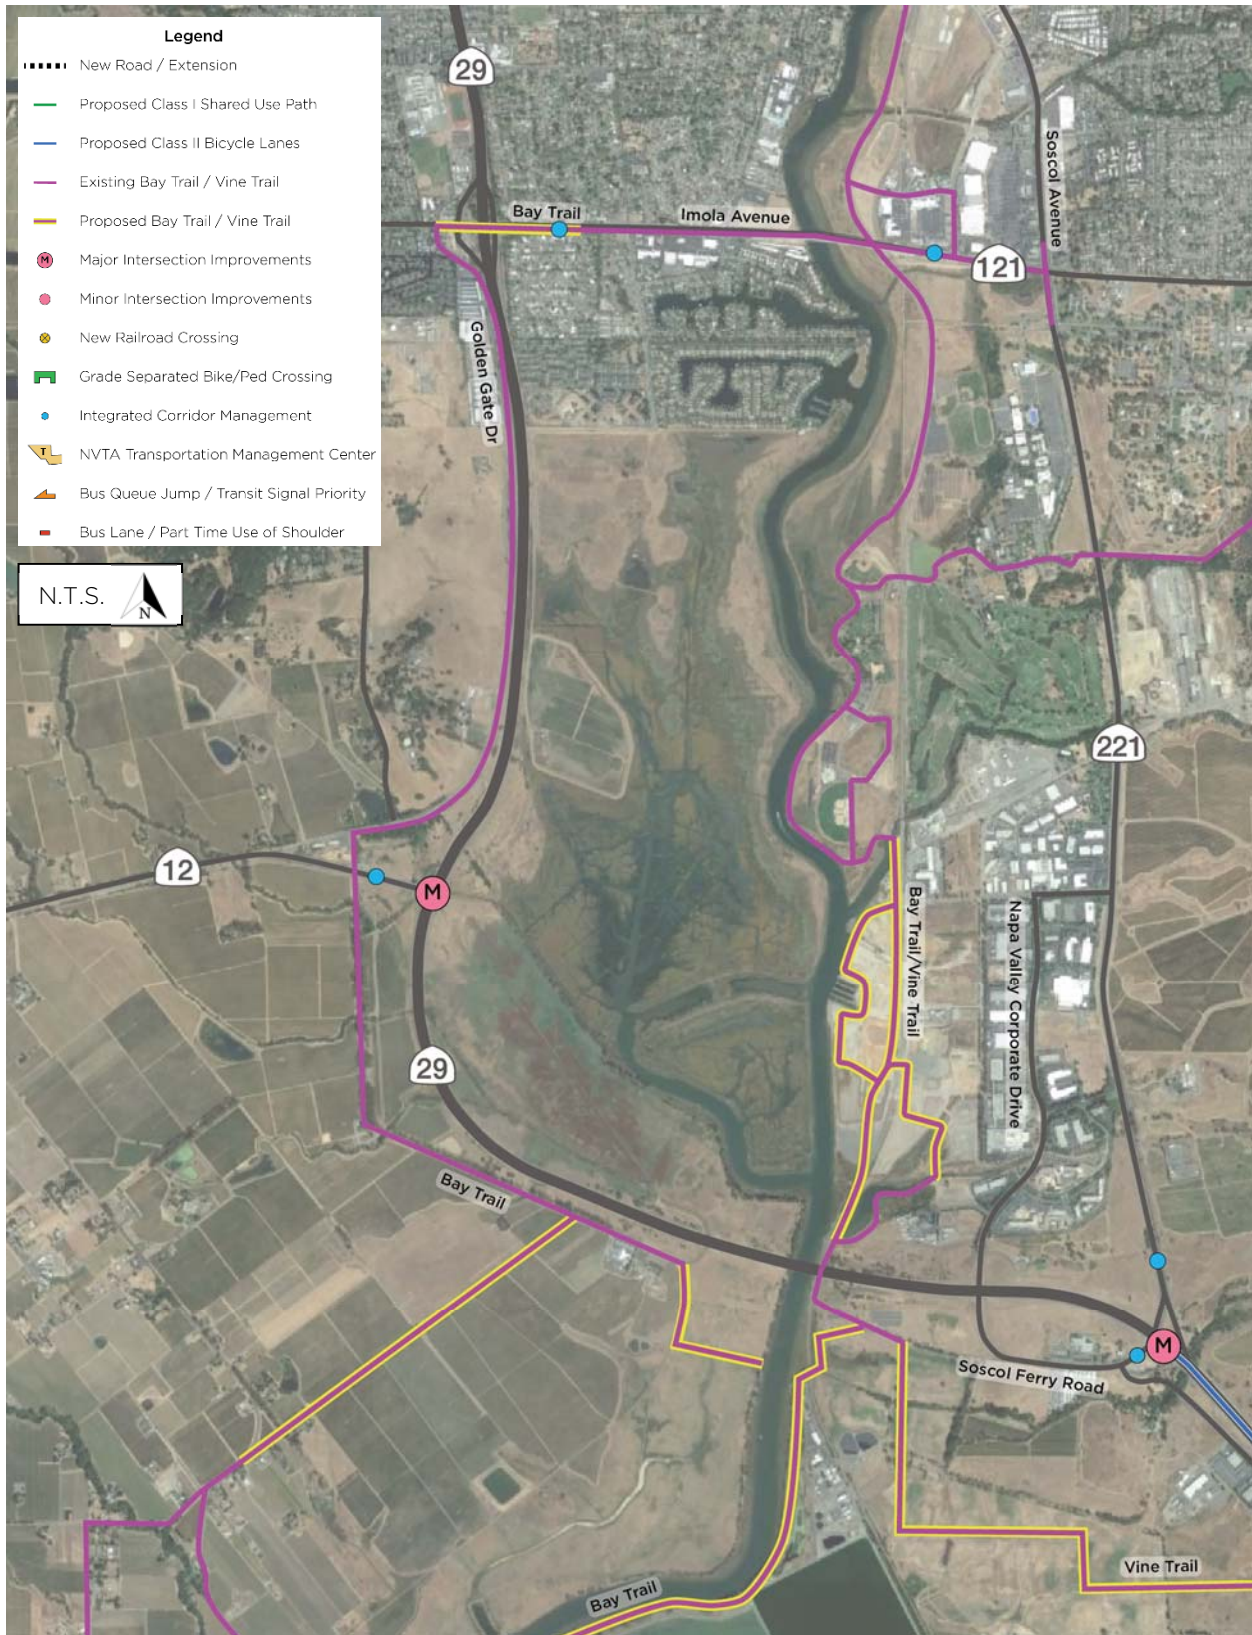 Legend
New Road / Extension
Proposed Class I Shared Use Path
Proposed Class II Bicycle Lanes
Existing Bay Trail / Vine Trail
Proposed Bay Trail / Vine Trail
M
Major Intersection Improvements
Minor Intersection Improvements
New Railroad Crossing
Grade Separated Bike/Ped Crossing
Integrated Corridor Management
T
NVTA Transportation Management Center
Bus Queue Jump / Transit Signal Priority
Bus Lane / Part Time Use of Shoulder
N.T.S.
N
29
Bay Trail
Imola Avenue
Soscol Avenue
121
Golden Gate Dr
221
12
M
Bay Trail/Vine Trail
Napa Valley Corporate Drive
29
Bay Trail
M
Soscol Ferry Road
Vine Trail
Bay Trail